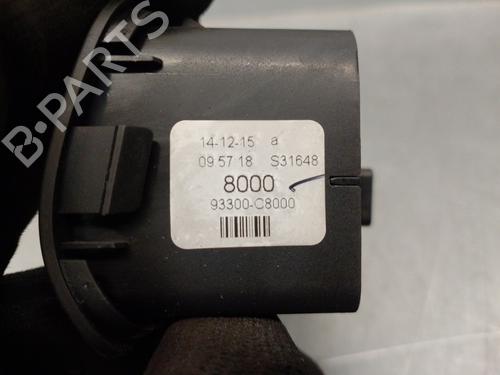 B-PARTS
14-12-15 a
09 57 18 S31648
8000
93300-C8000